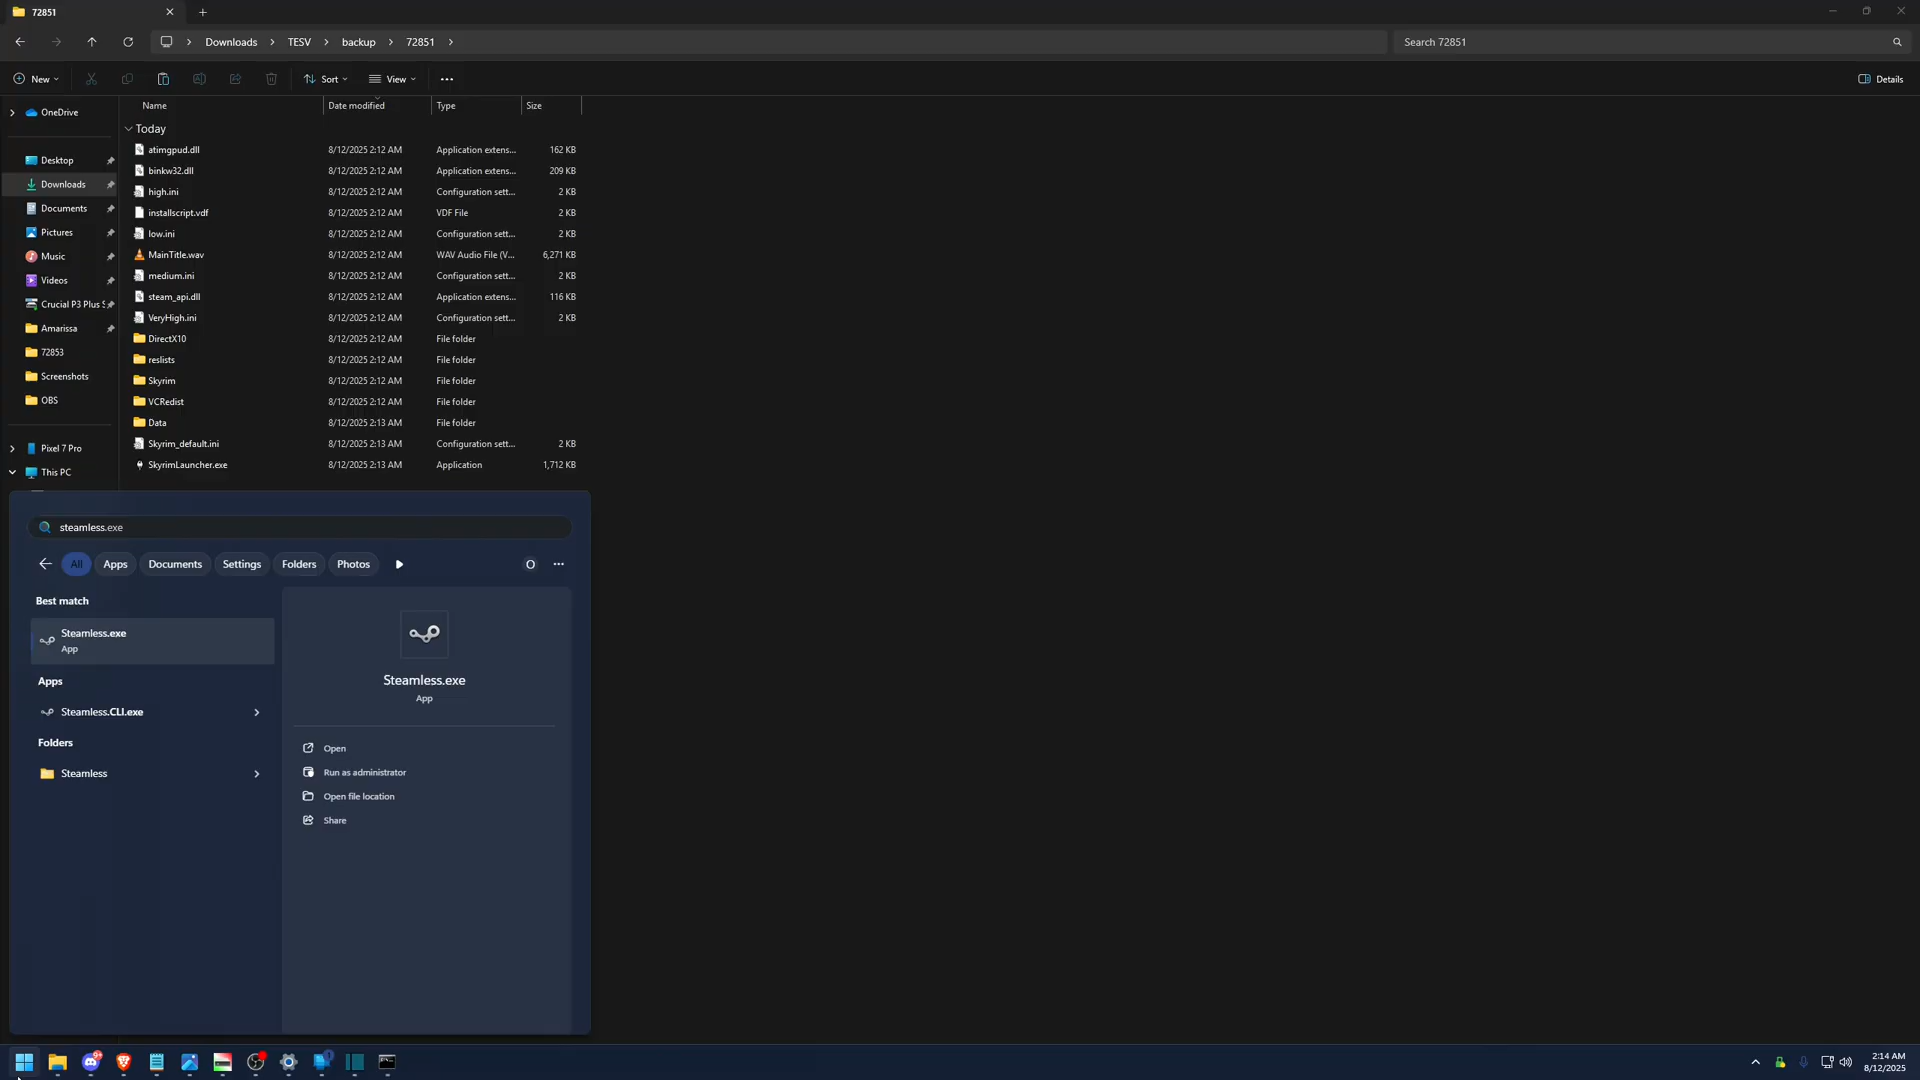 72851
Downloads > TESV > backup > 72851 >
Search 72851
New
Sort
View
Details
Name Date modified Type Size
OneDrive
Desktop
Downloads
Documents
Pictures
Music
Videos
Crucial P3 Plus S
Amarissa
72853
Screenshots
OBS
Pixel 7 Pro
This PC
Today
atimgpud.dll 8/12/2025 2:12 AM Application extens... 162 KB
binkw32.dll 8/12/2025 2:12 AM Application extens... 209 KB
high.ini 8/12/2025 2:12 AM Configuration sett... 2 KB
installscript.vdf 8/12/2025 2:12 AM VDF File 2 KB
low.ini 8/12/2025 2:12 AM Configuration sett... 2 KB
MainTitle.wav 8/12/2025 2:12 AM WAV Audio File (V... 6,271 KB
medium.ini 8/12/2025 2:12 AM Configuration sett... 2 KB
steam_api.dll 8/12/2025 2:12 AM Application extens... 116 KB
VeryHigh.ini 8/12/2025 2:12 AM Configuration sett... 2 KB
DirectX10 8/12/2025 2:12 AM File folder
reslists 8/12/2025 2:12 AM File folder
Skyrim 8/12/2025 2:12 AM File folder
VCRedist 8/12/2025 2:12 AM File folder
Data 8/12/2025 2:13 AM File folder
Skyrim_default.ini 8/12/2025 2:13 AM Configuration sett... 2 KB
SkyrimLauncher.exe 8/12/2025 2:13 AM Application 1,712 KB
steamless.exe
All Apps Documents Settings Folders Photos
O
Best match
Steamless.exe
App
Apps
Steamless.CLI.exe
Folders
Steamless
Steamless.exe
App
Open
Run as administrator
Open file location
Share
2:14 AM
8/12/2025